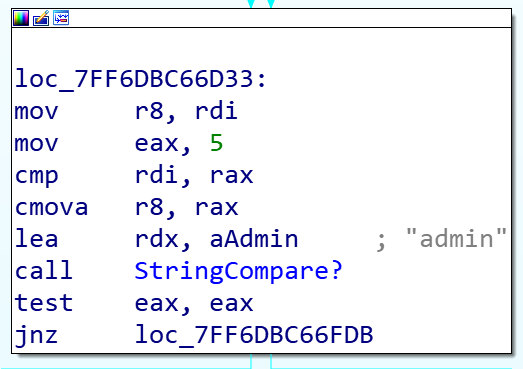 loc_7FF6DBC66D33:
mov r8, rdi
mov eax, 5
cmp rdi, rax
cmova r8, rax
lea rdx, aAdmin ; "admin"
call StringCompare?
test eax, eax
jnz loc_7FF6DBC66FDB